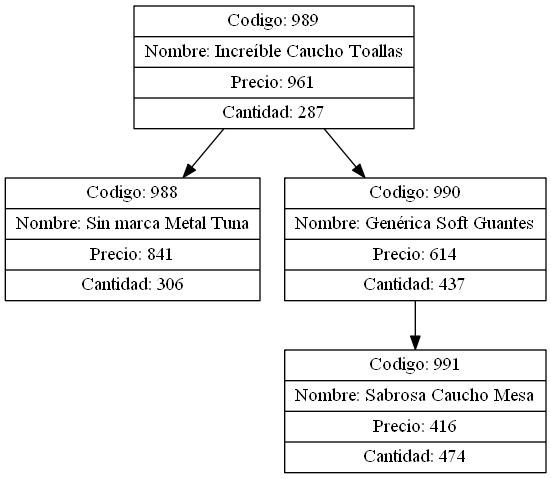 Codigo: 989
Nombre: Increíble Caucho Toallas
Precio: 961
Cantidad: 287
Codigo: 988
Nombre: Sin marca Metal Tuna
Precio: 841
Cantidad: 306
Codigo: 990
Nombre: Genérica Soft Guantes
Precio: 614
Cantidad: 437
Codigo: 991
Nombre: Sabrosa Caucho Mesa
Precio: 416
Cantidad: 474